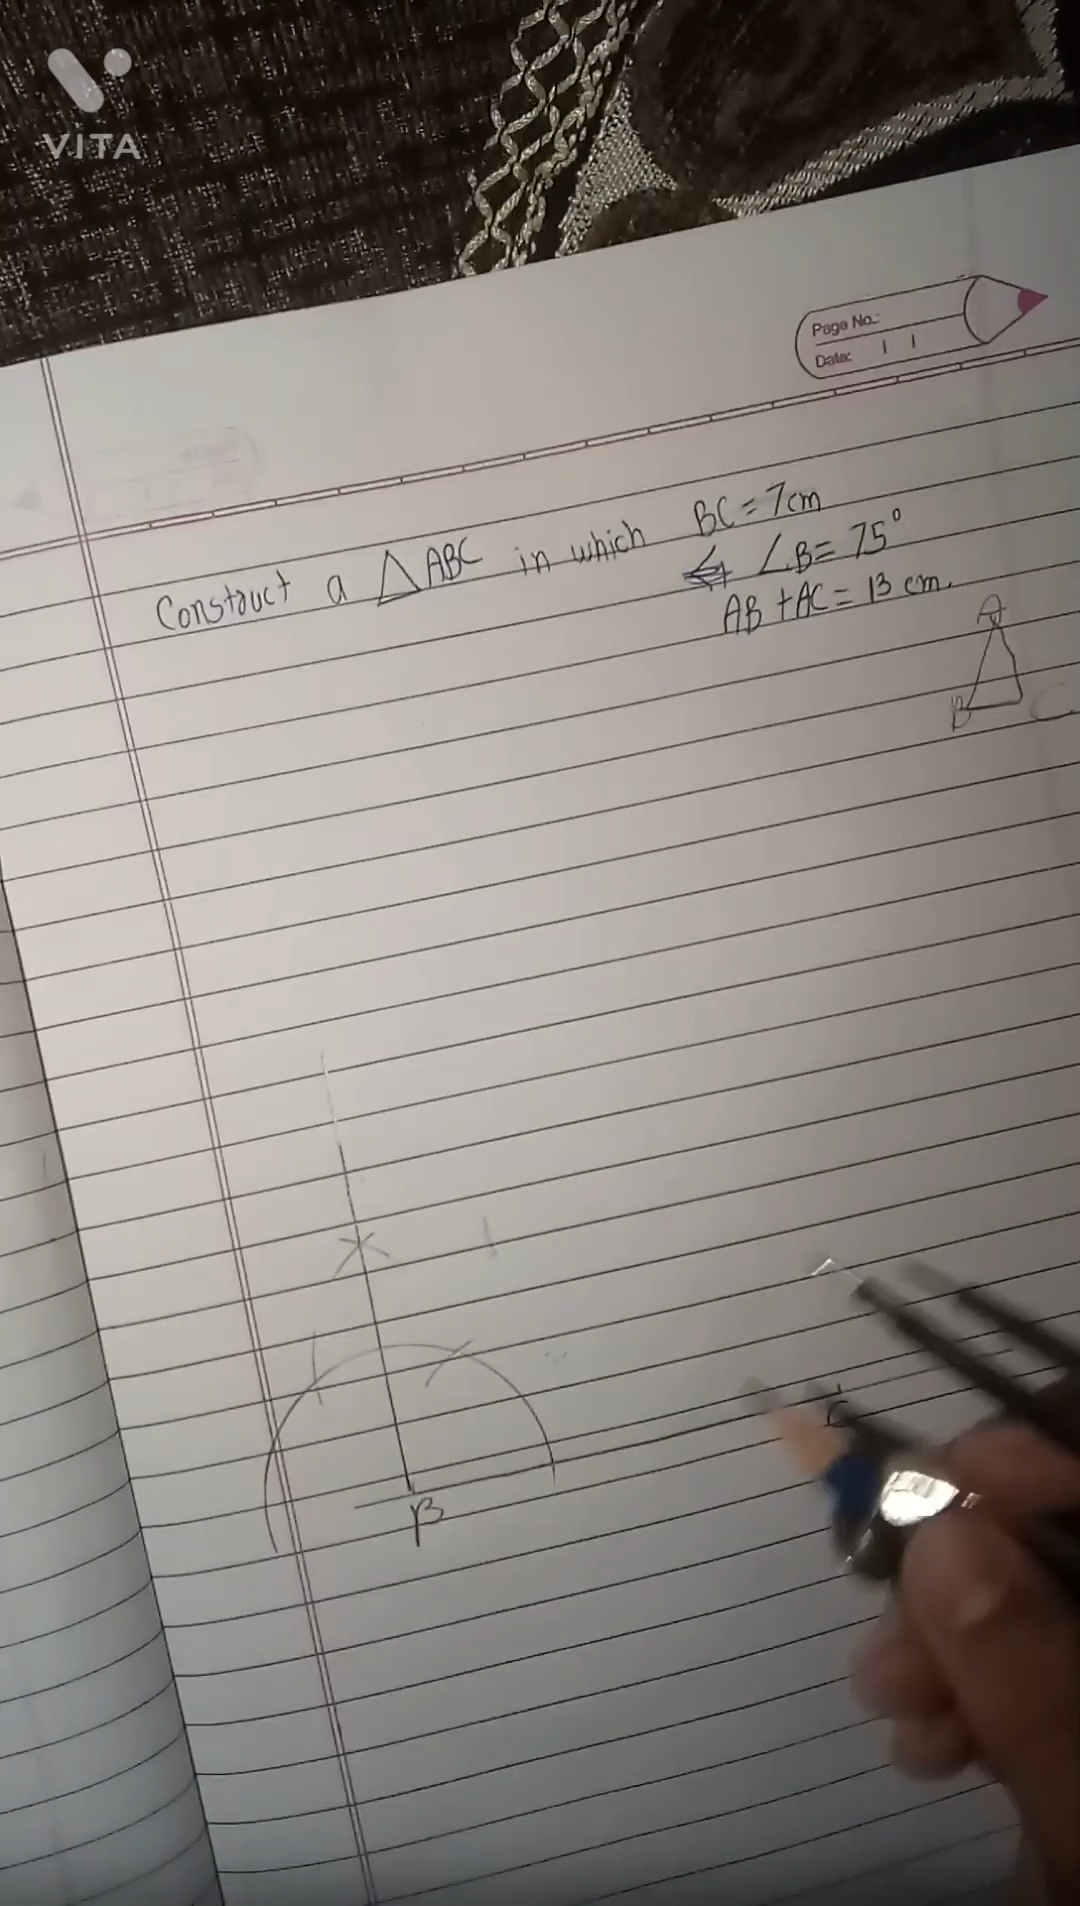 VITA
Page No.:
Date:
Construct a △ABC in which BC = 7cm
∠B = 75°
AB + AC = 13 cm.
A
B C
C
B